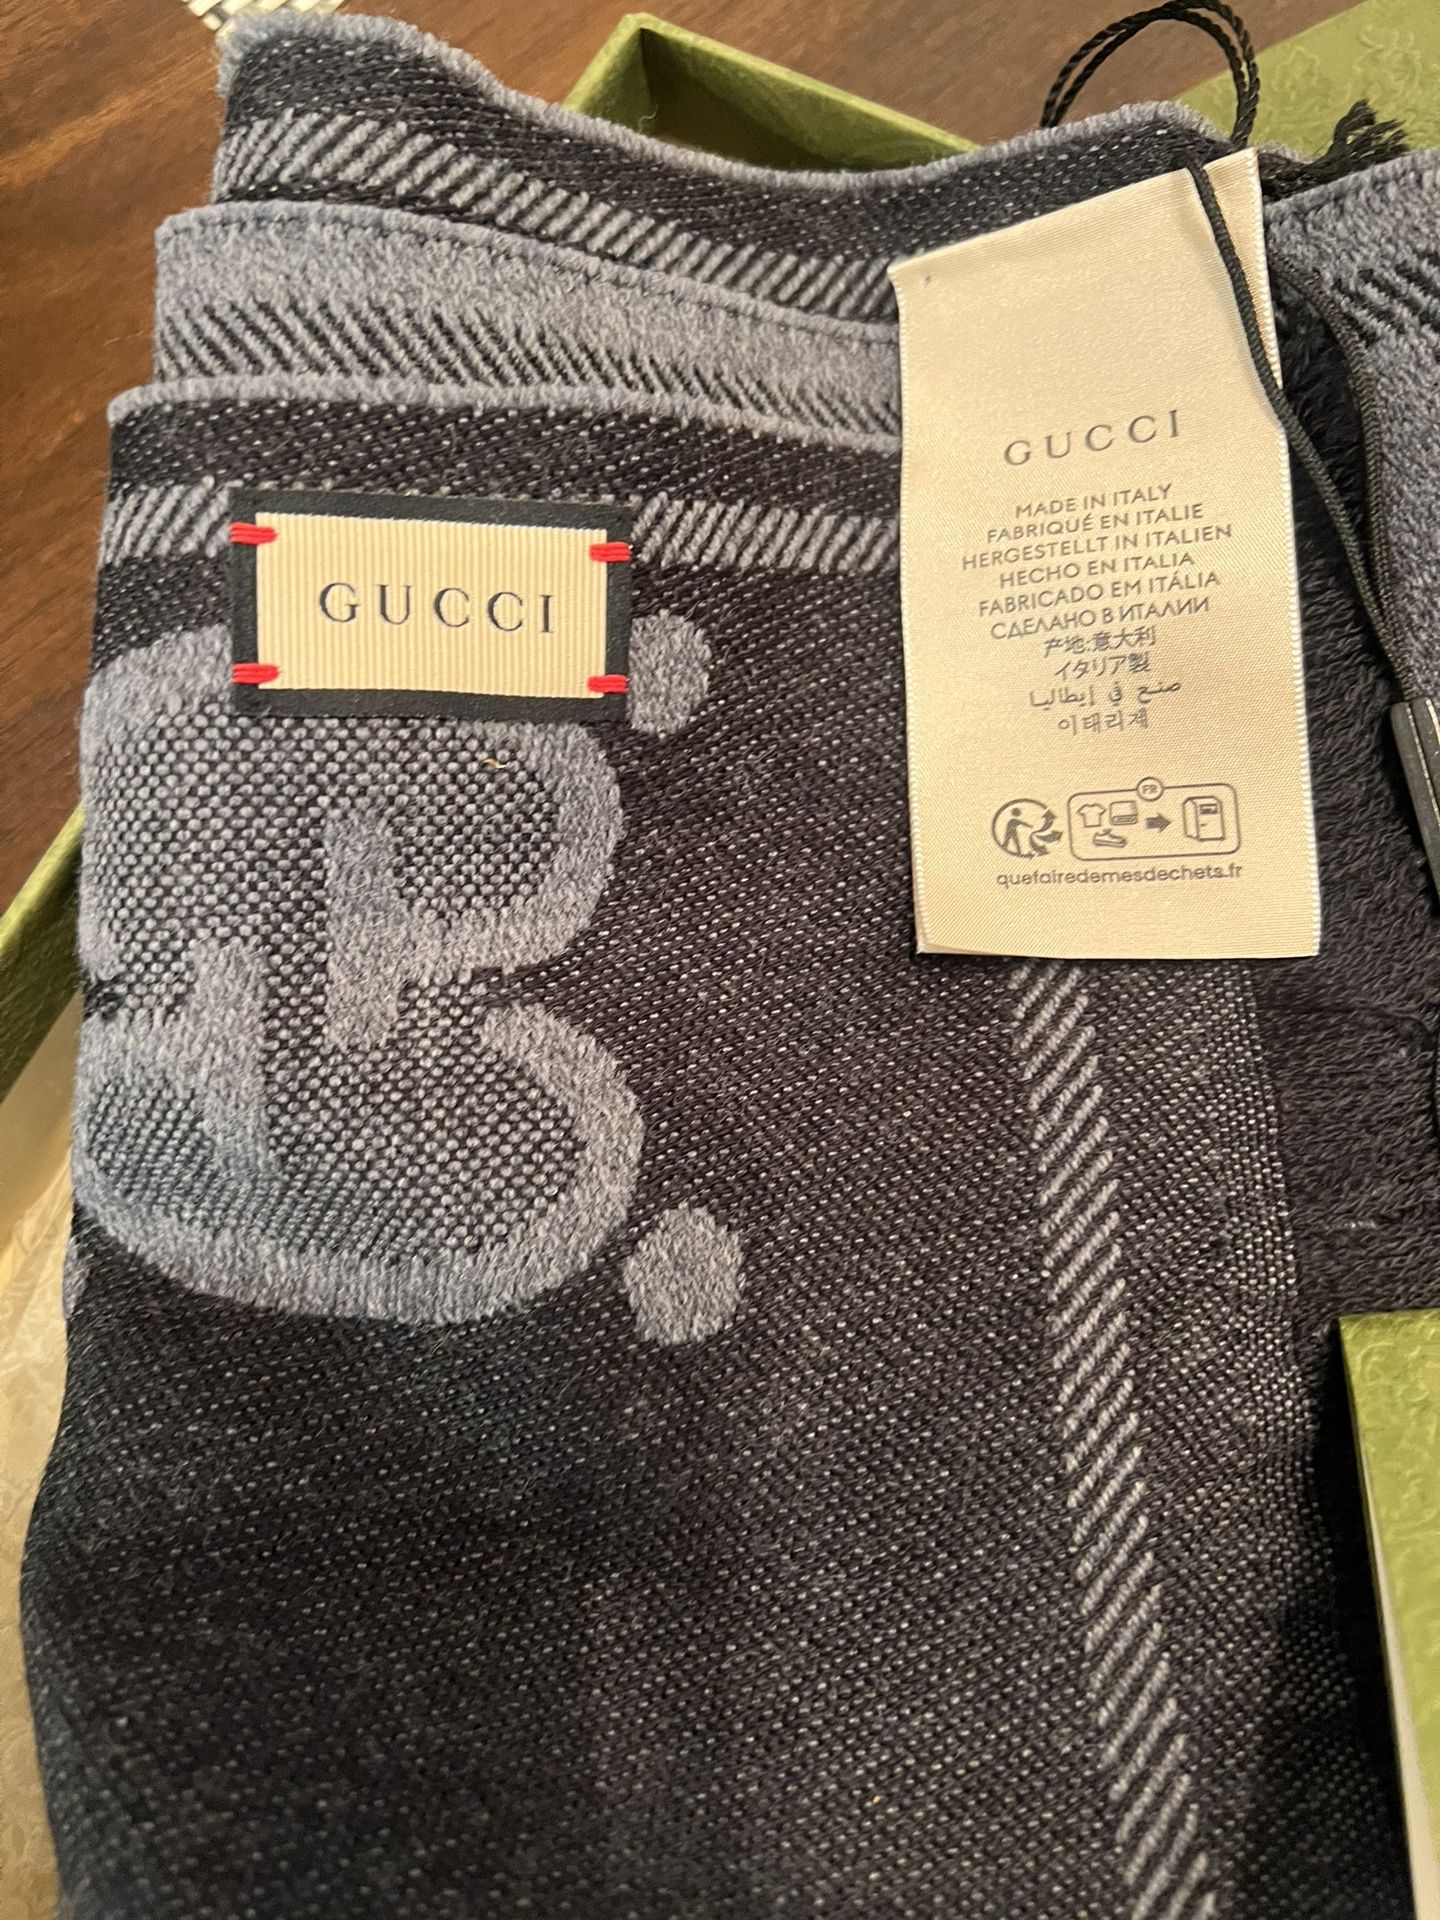 GUCCI
GUCCI
MADE IN ITALY
FABRIQUÉ EN ITALIE
HERGESTELLT IN ITALIEN
HECHO EN ITALIA
FABRICADO EM ITÁLIA
СДЕЛАНО В ИТАЛИИ
产地:意大利
イタリア製
صنع في إيطاليا
이태리제
FR
quefairedemesdechets.fr